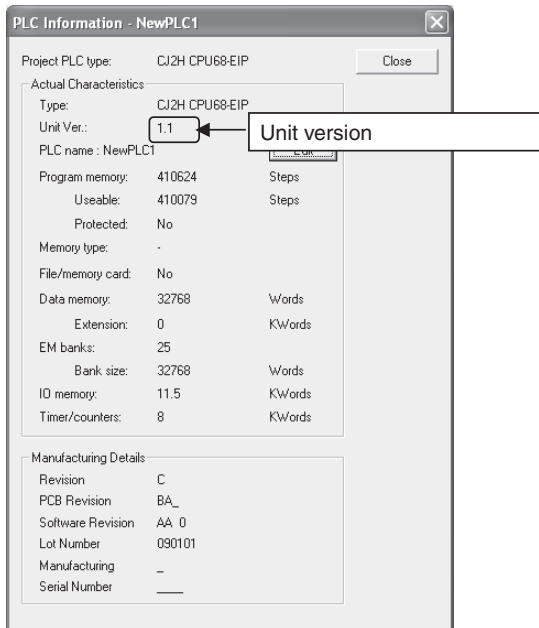 PLC Information - NewPLC1
Project PLC type: CJ2H CPU68-EIP Close
Actual Characteristics
Type: CJ2H CPU68-EIP
Unit Ver.: 1.1 Unit version
PLC name : NewPLC1
Program memory: 410624 Steps
Useable: 410079 Steps
Protected: No
Memory type: -
File/memory card: No
Data memory: 32768 Words
Extension: 0 KWords
EM banks: 25
Bank size: 32768 Words
IO memory: 11.5 KWords
Timer/counters: 8 KWords
Manufacturing Details
Revision C
PCB Revision BA_
Software Revision AA 0
Lot Number 090101
Manufacturing _
Serial Number ____